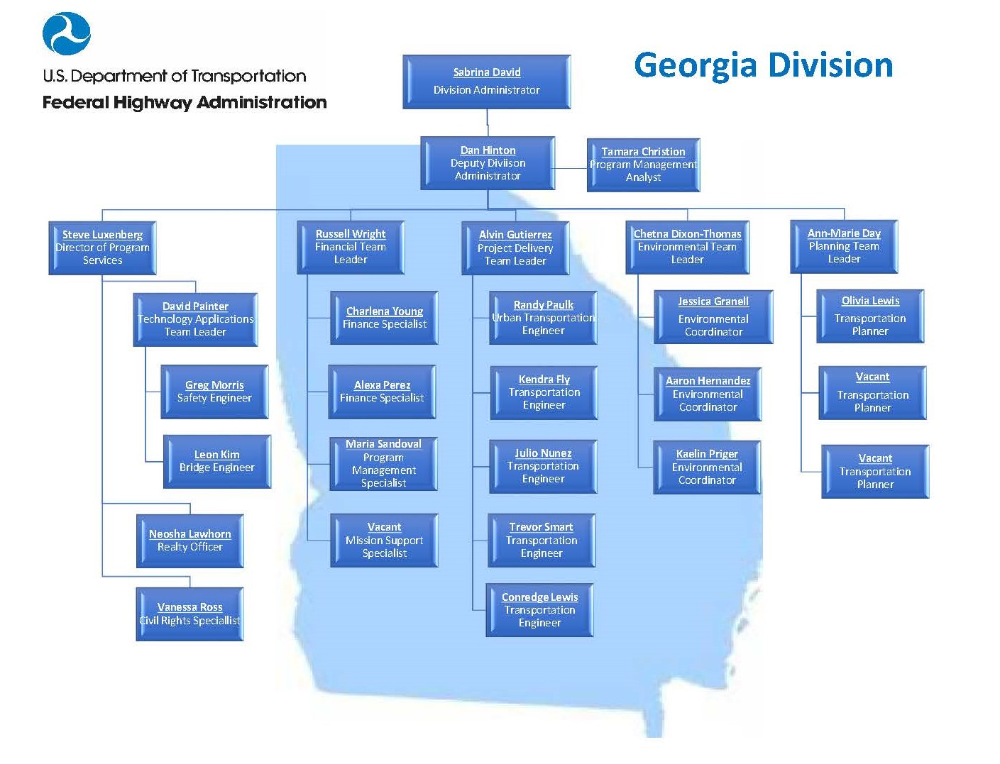 U.S. Department of Transportation
Federal Highway Administration
Georgia Division
Sabrina David
Division Administrator
Dan Hinton
Deputy Diviison
Administrator
Tamara Christion
Program Management
Analyst
Steve Luxenberg
Director of Program
Services
David Painter
Technology Applications
Team Leader
Greg Morris
Safety Engineer
Leon Kim
Bridge Engineer
Neosha Lawhorn
Realty Officer
Vanessa Ross
Civil Rights Speciallist
Russell Wright
Financial Team
Leader
Charlena Young
Finance Specialist
Alexa Perez
Finance Specialist
Maria Sandoval
Program
Management
Specialist
Vacant
Mission Support
Specialist
Alvin Gutierrez
Project Delivery
Team Leader
Randy Paulk
Urban Transportation
Engineer
Kendra Fly
Transportation
Engineer
Julio Nunez
Transportation
Engineer
Trevor Smart
Transportation
Engineer
Conredge Lewis
Transportation
Engineer
Chetna Dixon-Thomas
Environmental Team
Leader
Jessica Granell
Environmental
Coordinator
Aaron Hernandez
Environmental
Coordinator
Kaelin Priger
Environmental
Coordinator
Ann-Marie Day
Planning Team
Leader
Olivia Lewis
Transportation
Planner
Vacant
Transportation
Planner
Vacant
Transportation
Planner